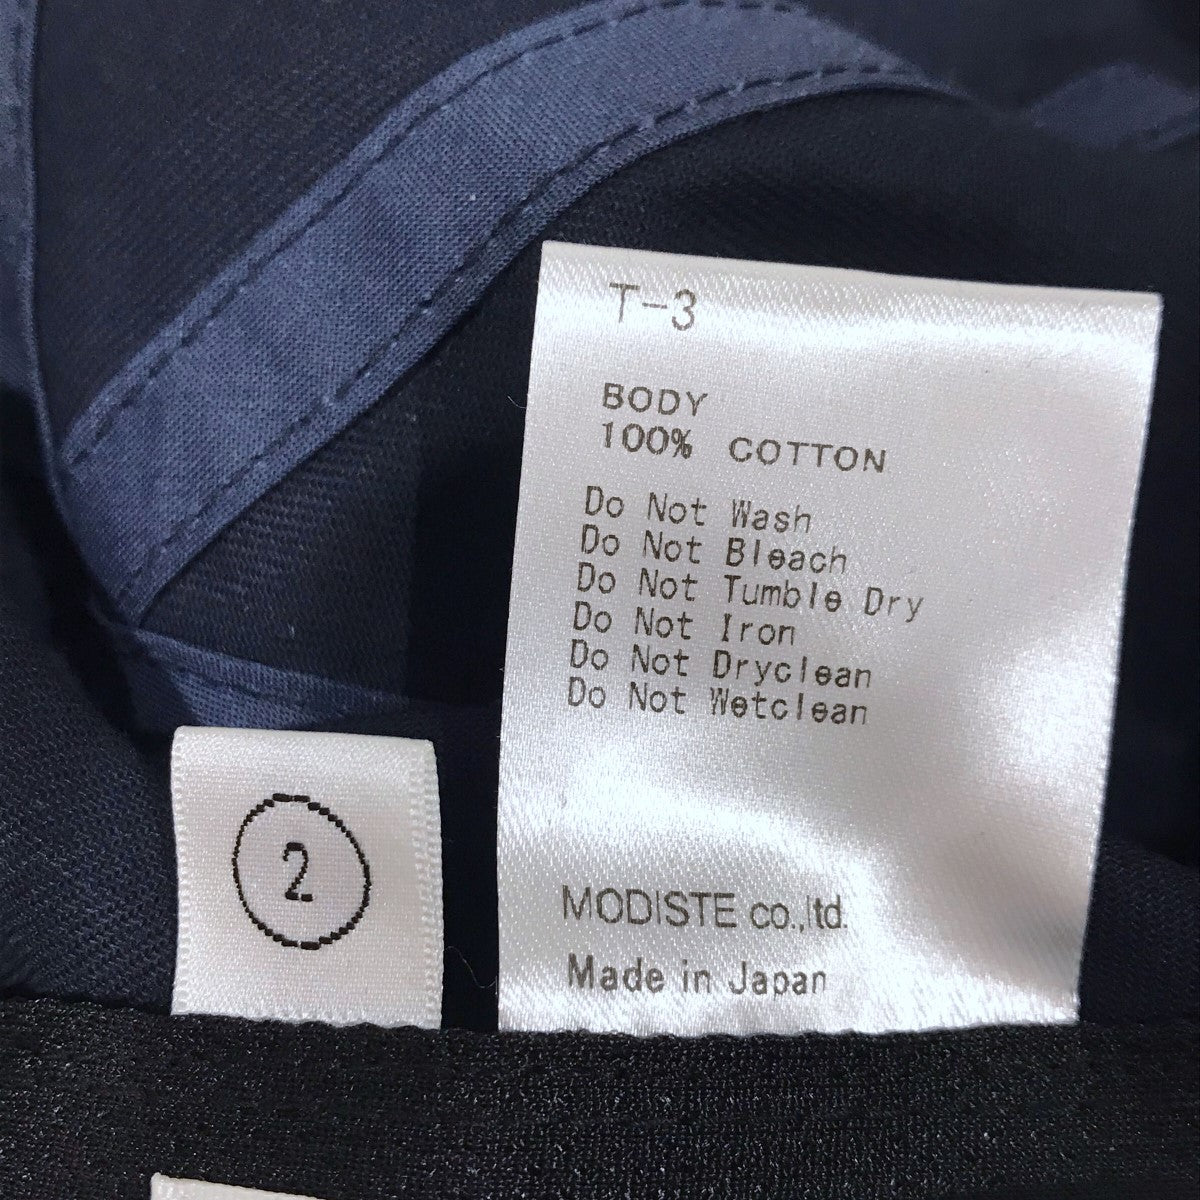 T-3
BODY
100% COTTON
Do Not Wash
Do Not Bleach
Do Not Tumble Dry
Do Not Iron
Do Not Dryclean
Do Not Wetclean
MODISTE co.,ltd.
Made in Japan
2